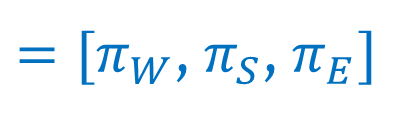 = [π_W, π_S, π_E]